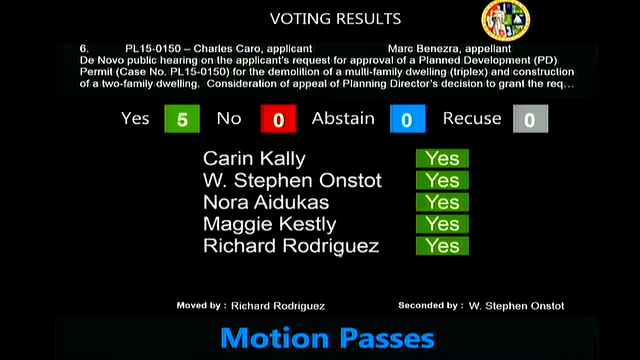 VOTING RESULTS
6. PL15-0150 – Charles Caro, applicant Marc Benezra, appellant
De Novo public hearing on the applicant's request for approval of a Planned Development (PD)
Permit (Case No. PL15-0150) for the demolition of a multi-family dwelling (triplex) and construction
of a two-family dwelling. Consideration of appeal of Planning Director's decision to grant the req...
Yes 5 No 0 Abstain 0 Recuse 0
Carin Kally Yes
W. Stephen Onstot Yes
Nora Aidukas Yes
Maggie Kestly Yes
Richard Rodriguez Yes
Moved by : Richard Rodriguez Seconded by : W. Stephen Onstot
Motion Passes